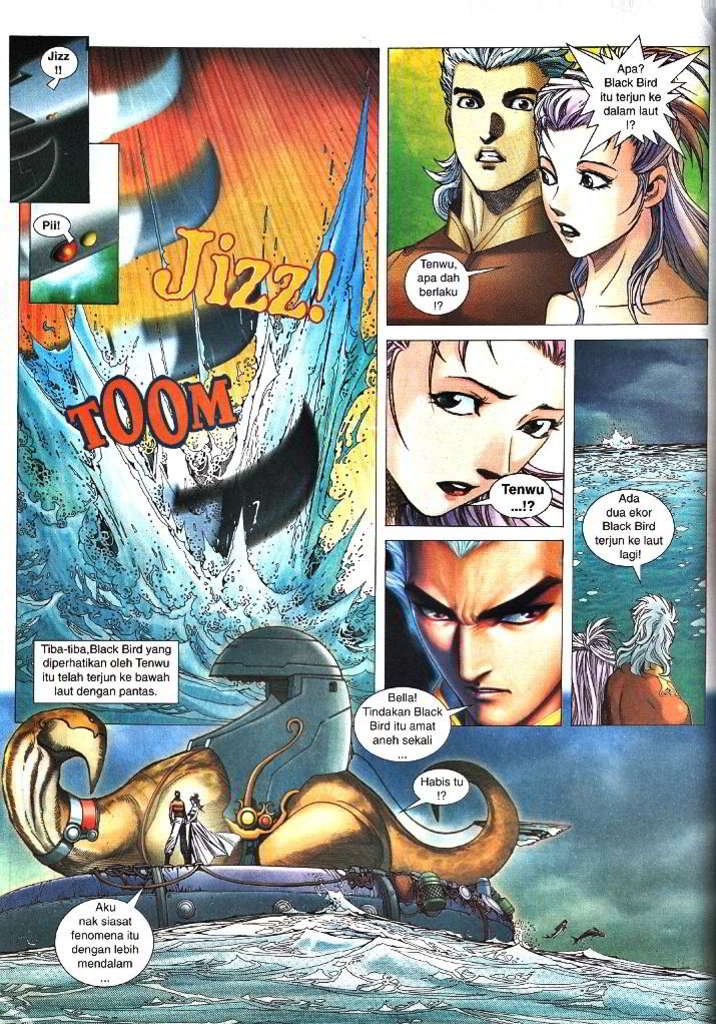 Jizz
!!
Pii!
Jizz!
TOOM
Tiba-tiba,Black Bird yang
diperhatikan oleh Tenwu
itu telah terjun ke bawah
laut dengan pantas.
Apa?
Black Bird
itu terjun ke
dalam laut
!?
Tenwu,
apa dah
berlaku
!?
Tenwu
...!?
Ada
dua ekor
Black Bird
terjun ke laut
lagi!
Bella!
Tindakan Black
Bird itu amat
aneh sekali
...
Habis tu
!?
Aku
nak siasat
fenomena itu
dengan lebih
mendalam
...